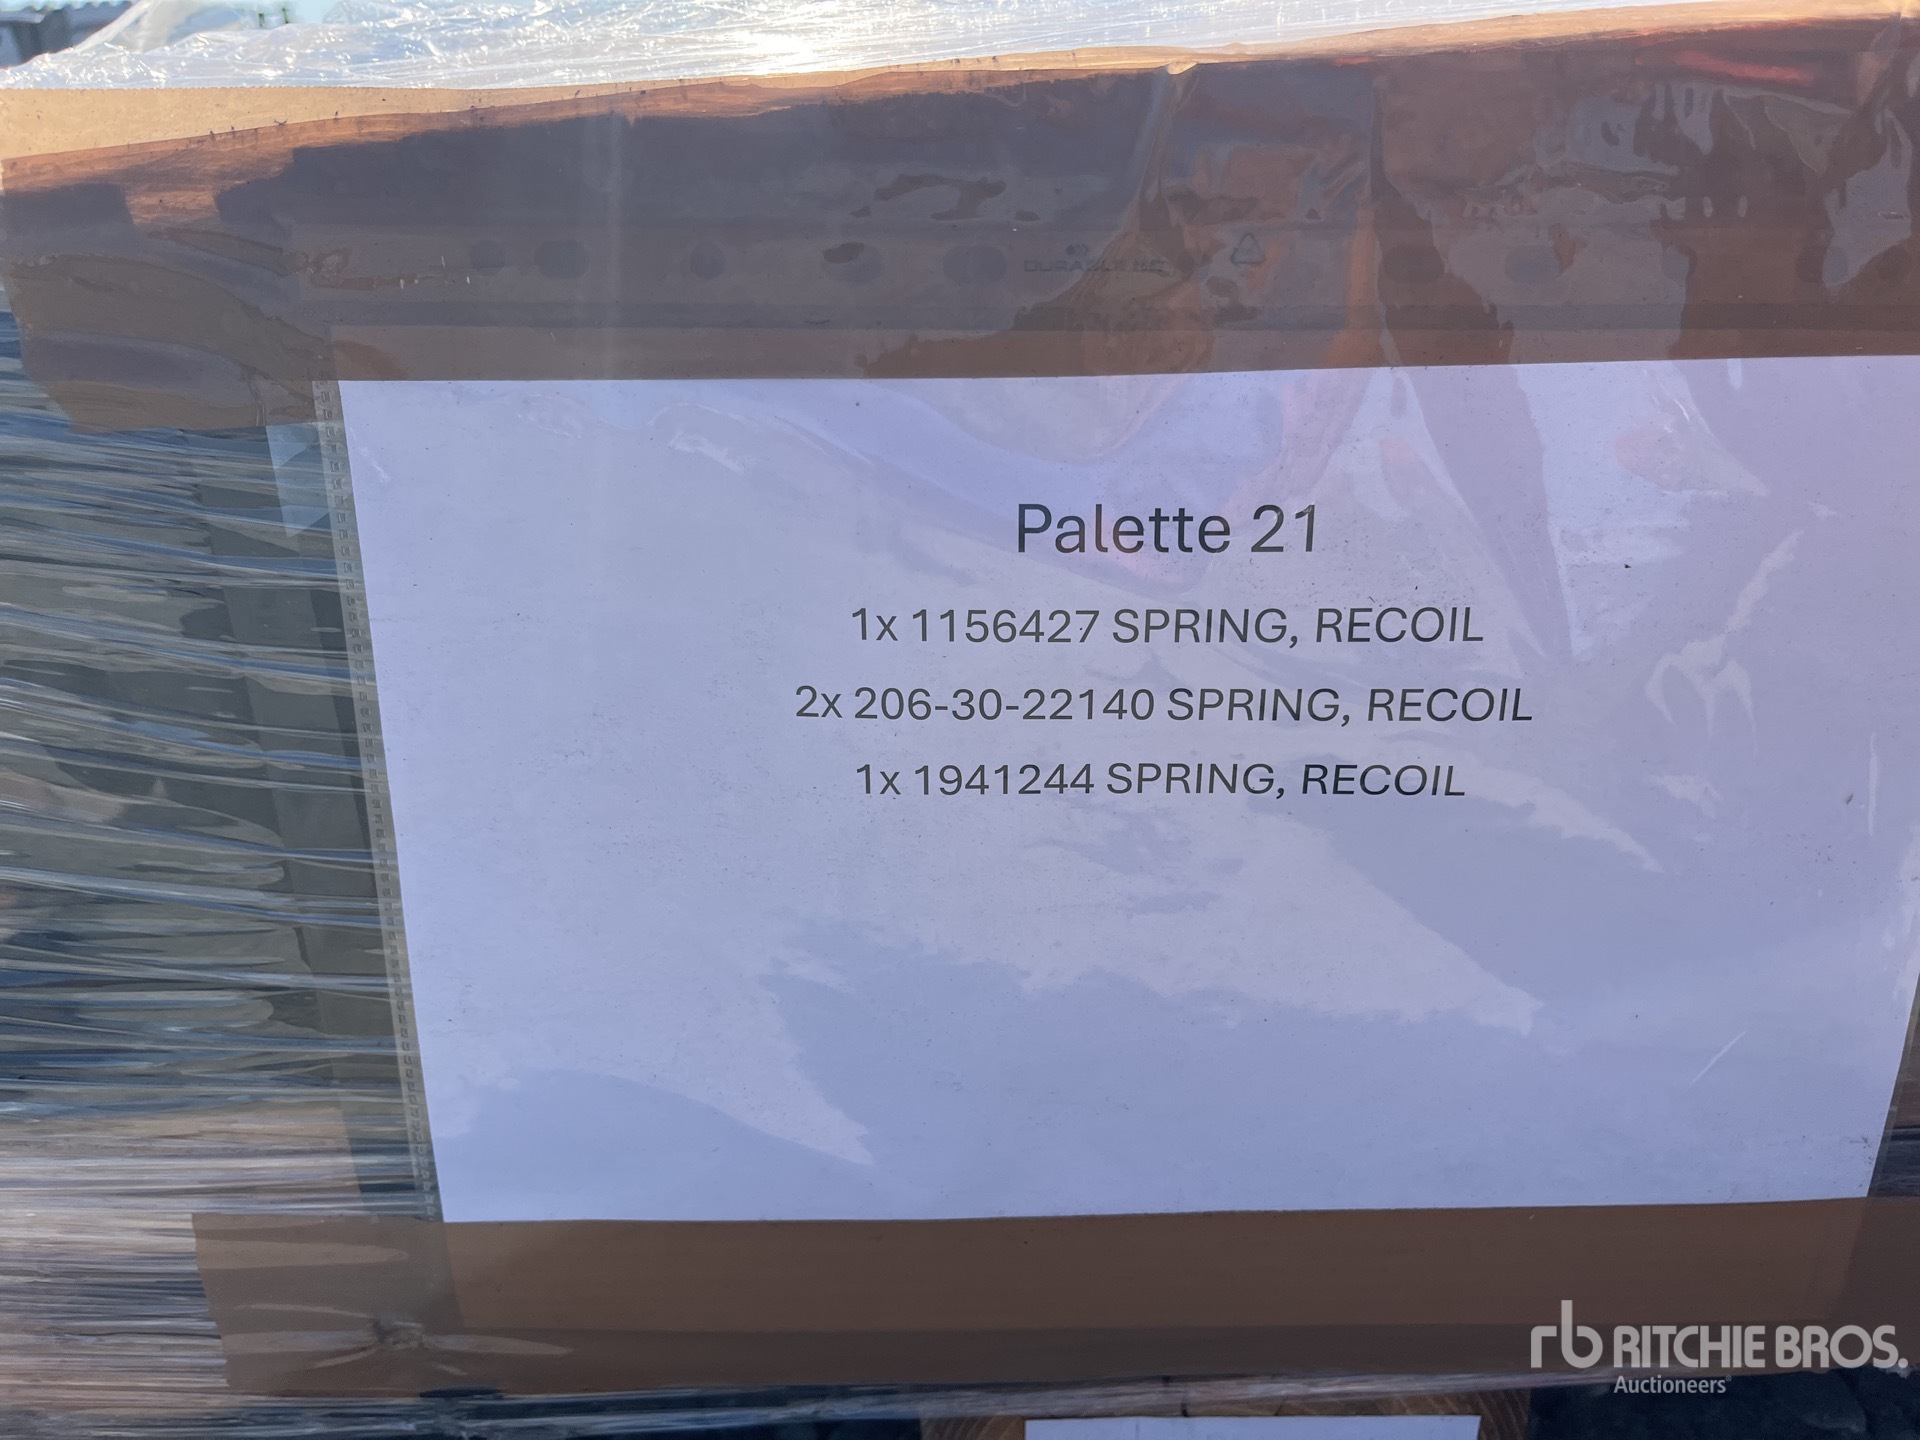 Palette 21
1x 1156427 SPRING, RECOIL
2x 206-30-22140 SPRING, RECOIL
1x 1941244 SPRING, RECOIL
rb RITCHIE BROS.
Auctioneers